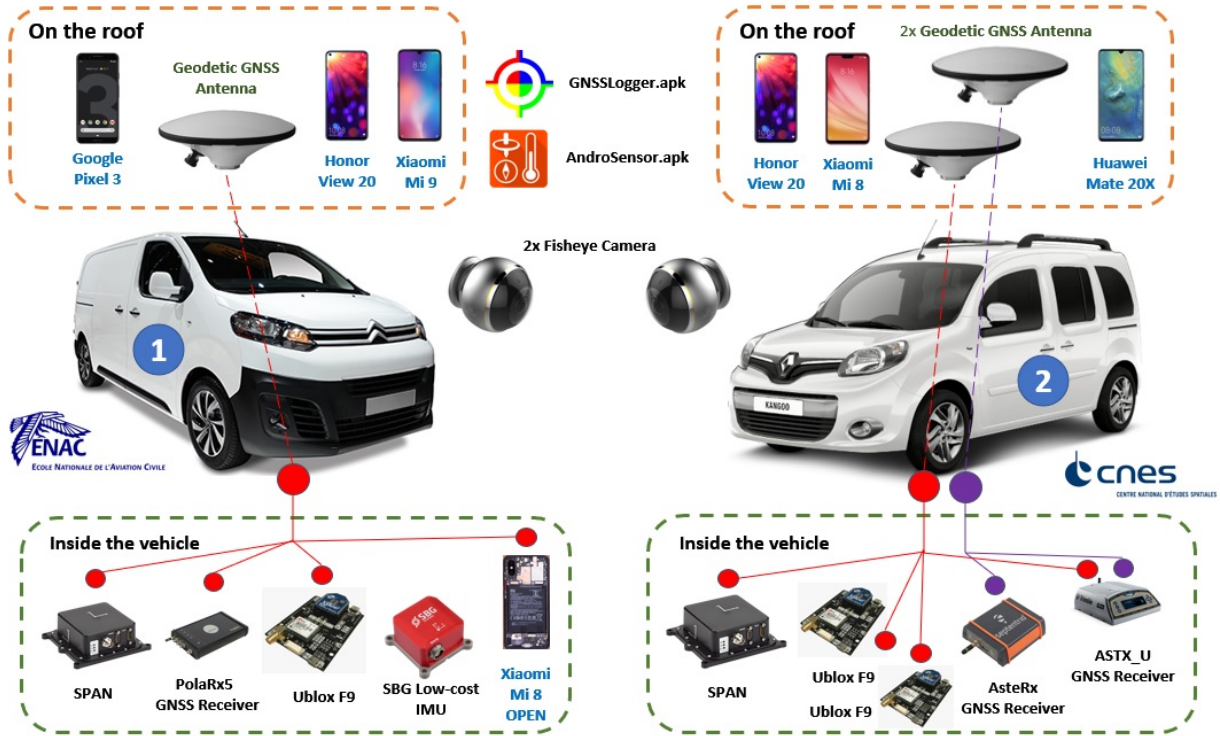 On the roof
Geodetic GNSS
Antenna
Google
Pixel 3
Honor
View 20
Xiaomi
Mi 9
GNSSLogger.apk
AndroSensor.apk
2x Fisheye Camera
On the roof
2x Geodetic GNSS Antenna
Honor
View 20
Xiaomi
Mi 8
Huawei
Mate 20X
1
2
KANGOO
ENAC
ECOLE NATIONALE DE L'AVIATION CIVILE
cnes
CENTRE NATIONAL D'ÉTUDES SPATIALES
Inside the vehicle
SPAN
PolaRx5
GNSS Receiver
Ublox F9
SBG
SBG Low-cost
IMU
Xiaomi
Mi 8
OPEN
Inside the vehicle
SPAN
Ublox F9
Ublox F9
septentrio
AsteRx
GNSS Receiver
ASTX_U
GNSS Receiver